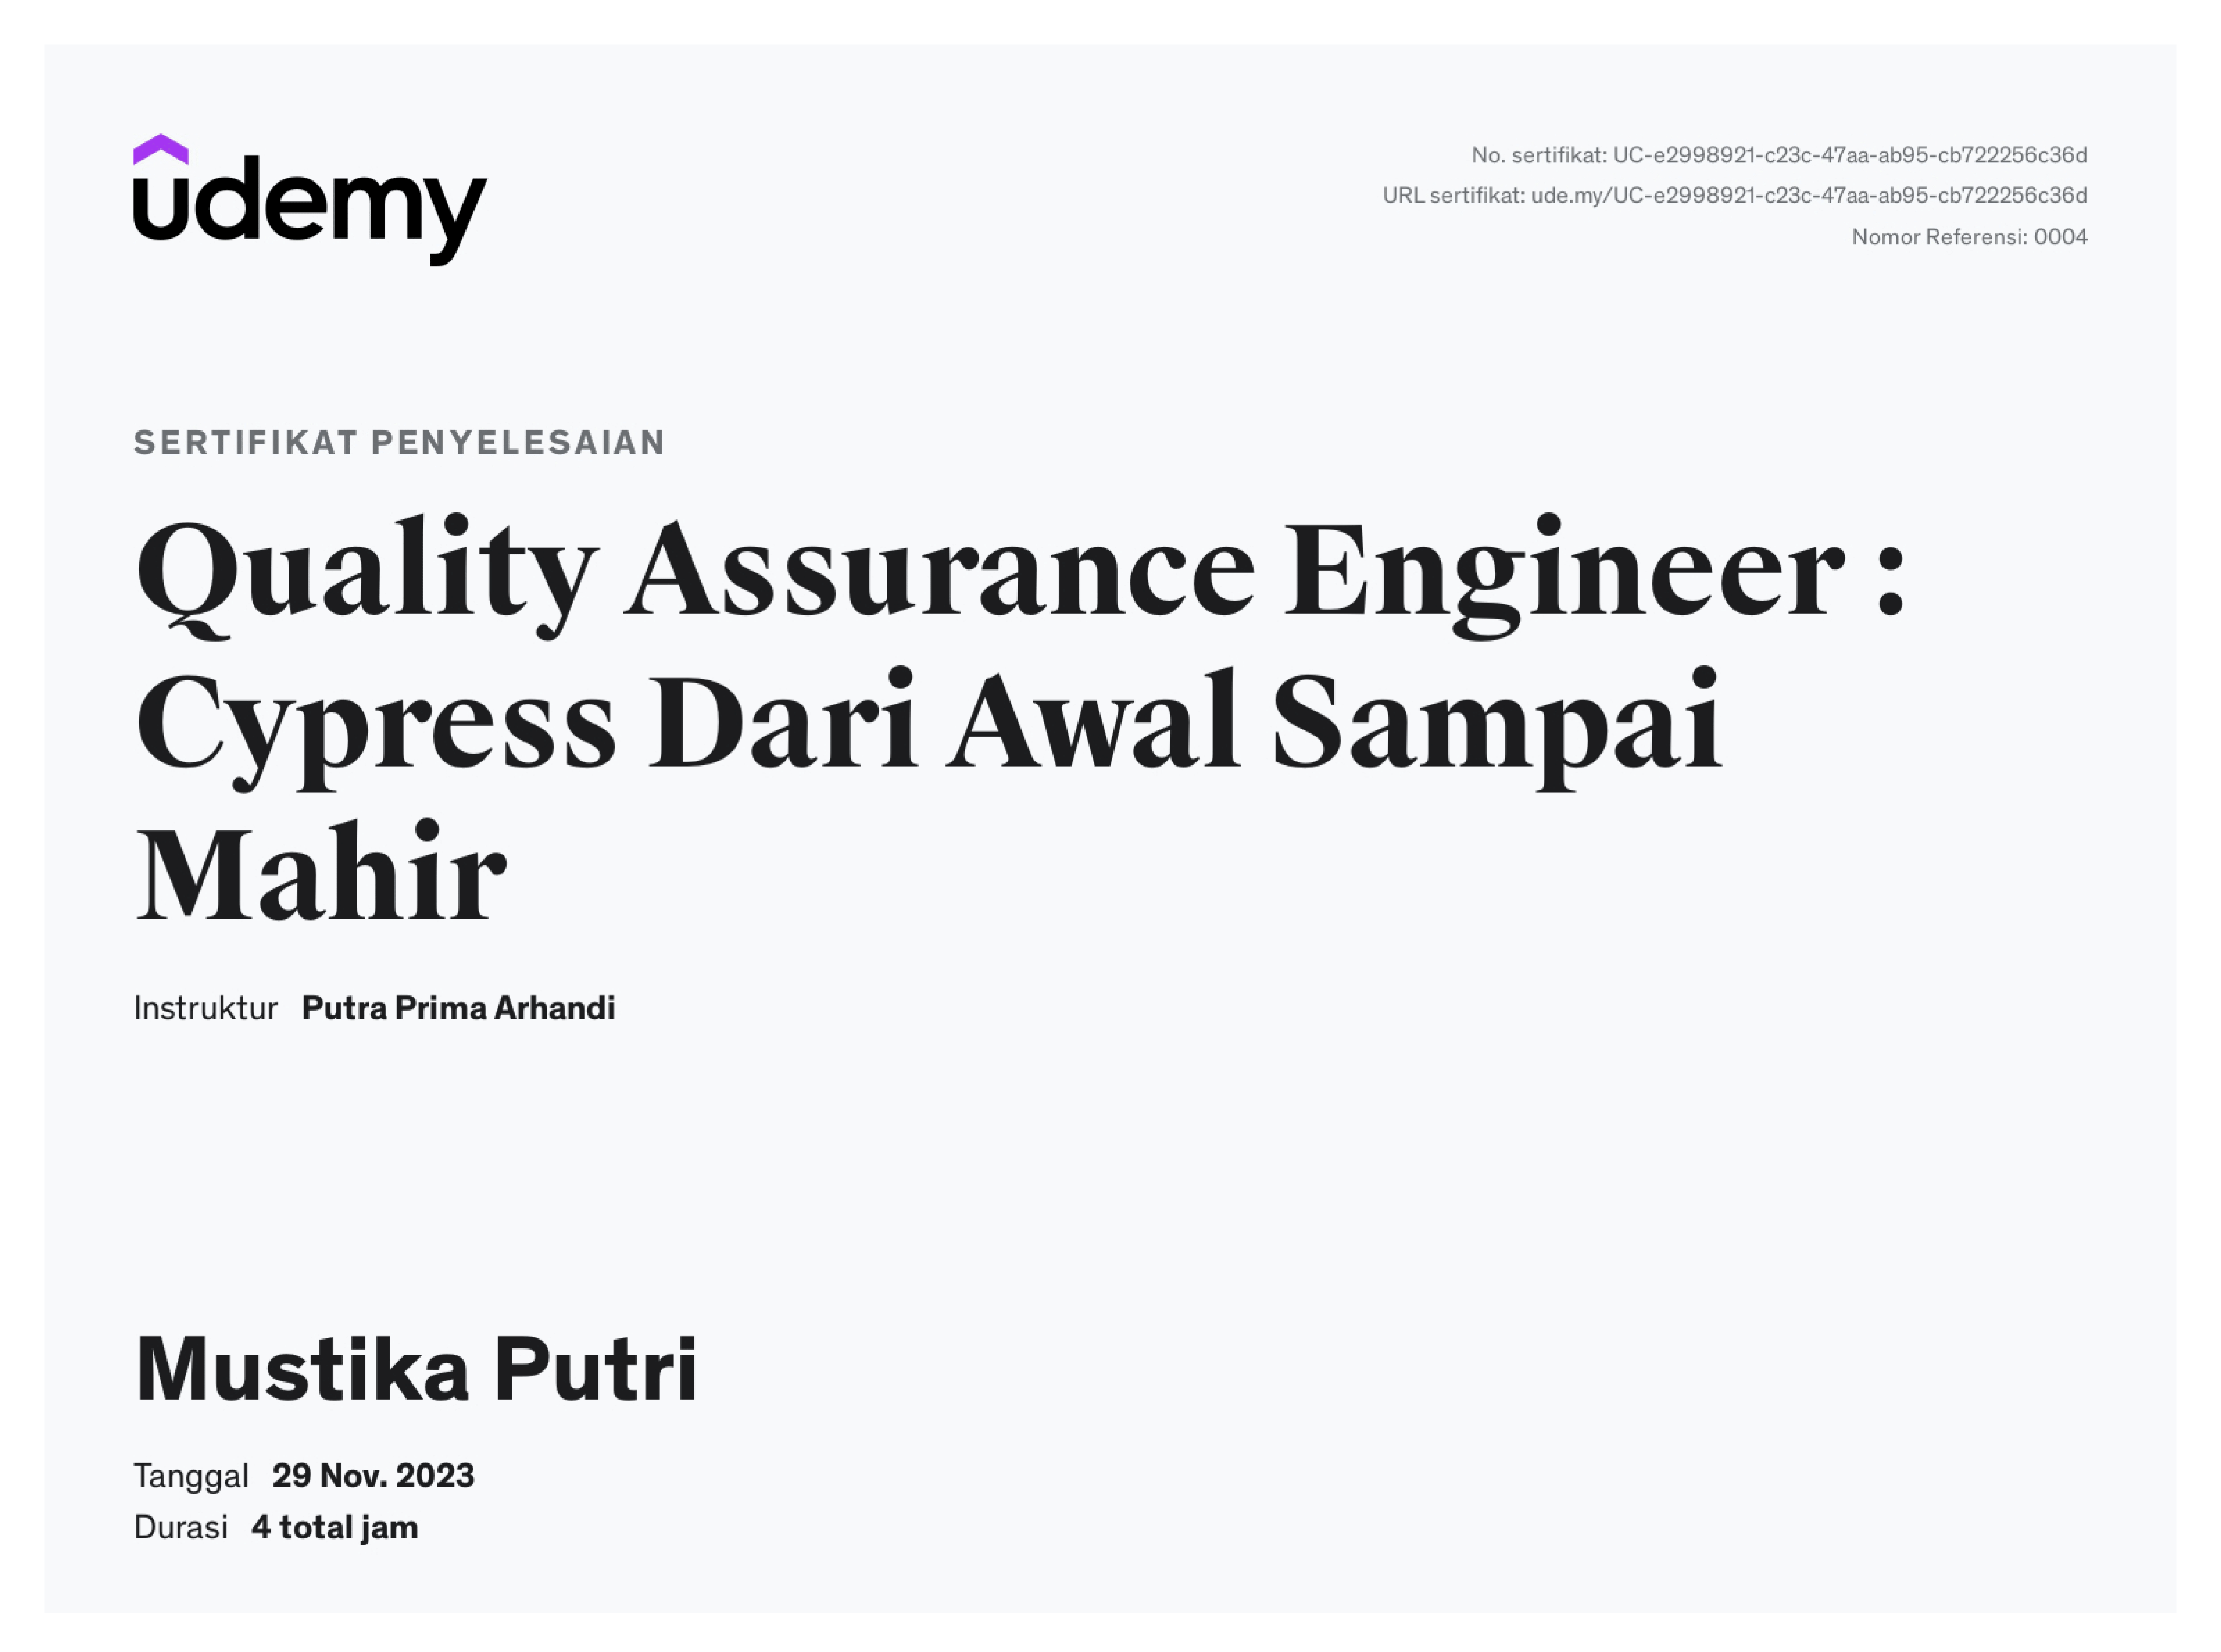 udemy
No. sertifikat: UC-e2998921-c23c-47aa-ab95-cb722256c36d
URL sertifikat: ude.my/UC-e2998921-c23c-47aa-ab95-cb722256c36d
Nomor Referensi: 0004
SERTIFIKAT PENYELESAIAN
Quality Assurance Engineer :
Cypress Dari Awal Sampai
Mahir
Instruktur Putra Prima Arhandi
Mustika Putri
Tanggal 29 Nov. 2023
Durasi 4 total jam